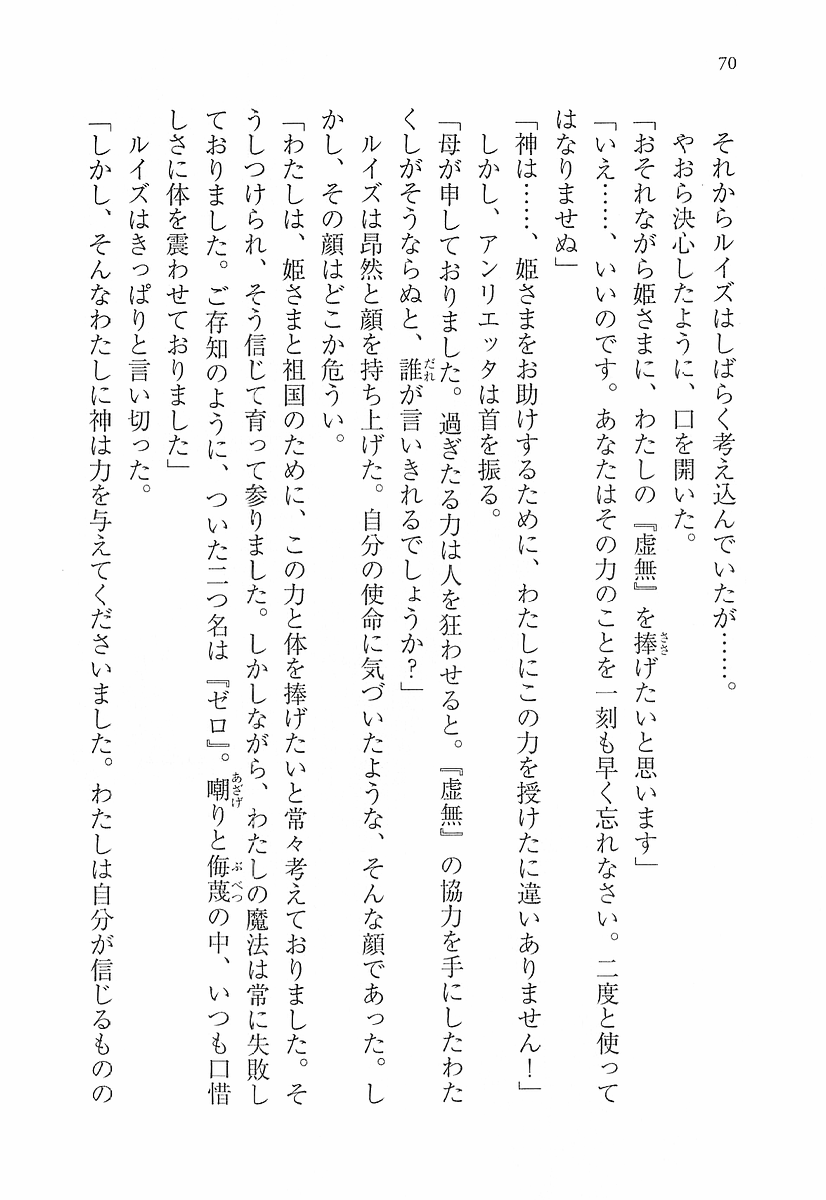 70
それからルイズはしばらく考え込んでいたが……。
やおら決心したように、口を開いた。
「おそれながら姫さまに、わたしの『虚無』を捧げたいと思います」
「いえ……、いいのです。あなたはその力のことを一刻も早く忘れなさい。二度と使って
はなりませぬ」
「神は……、姫さまをお助けするために、わたしにこの力を授けたに違いありません！」
しかし、アンリエッタは首を振る。
「母が申しておりました。過ぎたる力は人を狂わせると。『虚無』の協力を手にしたわた
くしがそうならぬと、誰が言いきれるでしょうか？」
ルイズは昂然と顔を持ち上げた。自分の使命に気づいたような、そんな顔であった。し
かし、その顔はどこか危うい。
「わたしは、姫さまと祖国のために、この力と体を捧げたいと常々考えておりました。そ
うしつけられ、そう信じて育って参りました。しかしながら、わたしの魔法は常に失敗し
ておりました。ご存知のように、ついた二つ名は『ゼロ』。嘲りと侮蔑の中、いつも口惜
しさに体を震わせておりました」
ルイズはきっぱりと言い切った。
「しかし、そんなわたしに神は力を与えてくださいました。わたしは自分が信じるものの